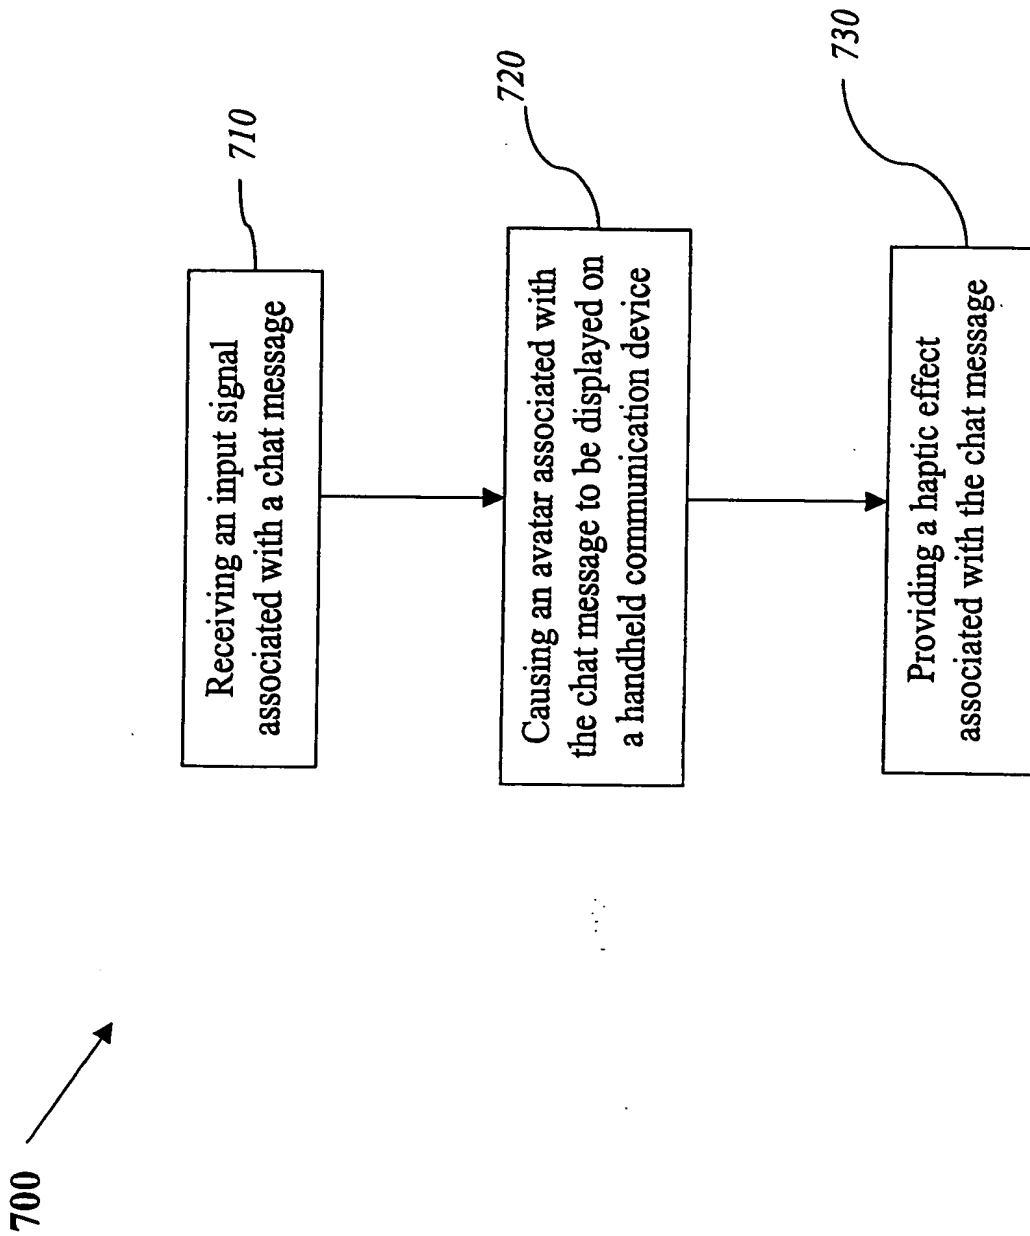 700
710
Receiving an input signal
associated with a chat message
720
Causing an avatar associated with
the chat message to be displayed on
a handheld communication device
730
Providing a haptic effect
associated with the chat message